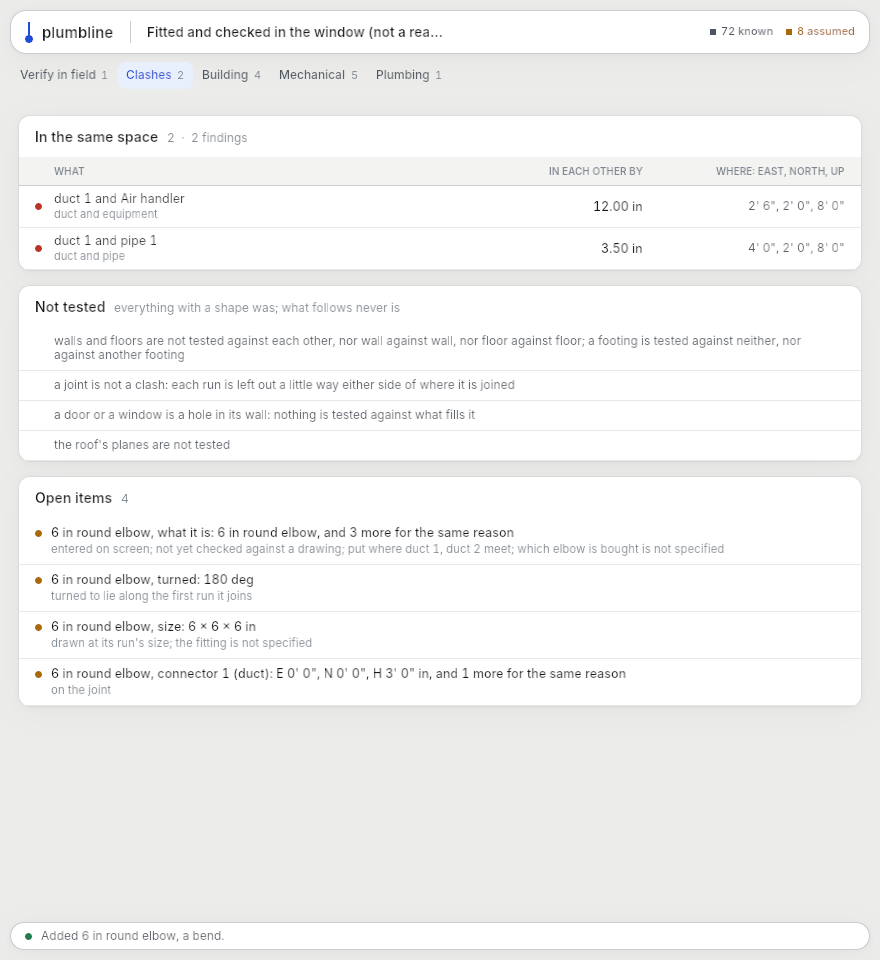 plumbline
Fitted and checked in the window (not a rea...
72 known
8 assumed
Verify in field 1
Clashes 2
Building 4
Mechanical 5
Plumbing 1
In the same space 2 · 2 findings
WHAT
IN EACH OTHER BY
WHERE: EAST, NORTH, UP
duct 1 and Air handler
duct and equipment
12.00 in
2' 6", 2' 0", 8' 0"
duct 1 and pipe 1
duct and pipe
3.50 in
4' 0", 2' 0", 8' 0"
Not tested everything with a shape was; what follows never is
walls and floors are not tested against each other, nor wall against wall, nor floor against floor; a footing is tested against neither, nor
against another footing
a joint is not a clash: each run is left out a little way either side of where it is joined
a door or a window is a hole in its wall: nothing is tested against what fills it
the roof's planes are not tested
Open items 4
6 in round elbow, what it is: 6 in round elbow, and 3 more for the same reason
entered on screen; not yet checked against a drawing; put where duct 1, duct 2 meet; which elbow is bought is not specified
6 in round elbow, turned: 180 deg
turned to lie along the first run it joins
6 in round elbow, size: 6 × 6 × 6 in
drawn at its run's size; the fitting is not specified
6 in round elbow, connector 1 (duct): E 0' 0", N 0' 0", H 3' 0" in, and 1 more for the same reason
on the joint
Added 6 in round elbow, a bend.